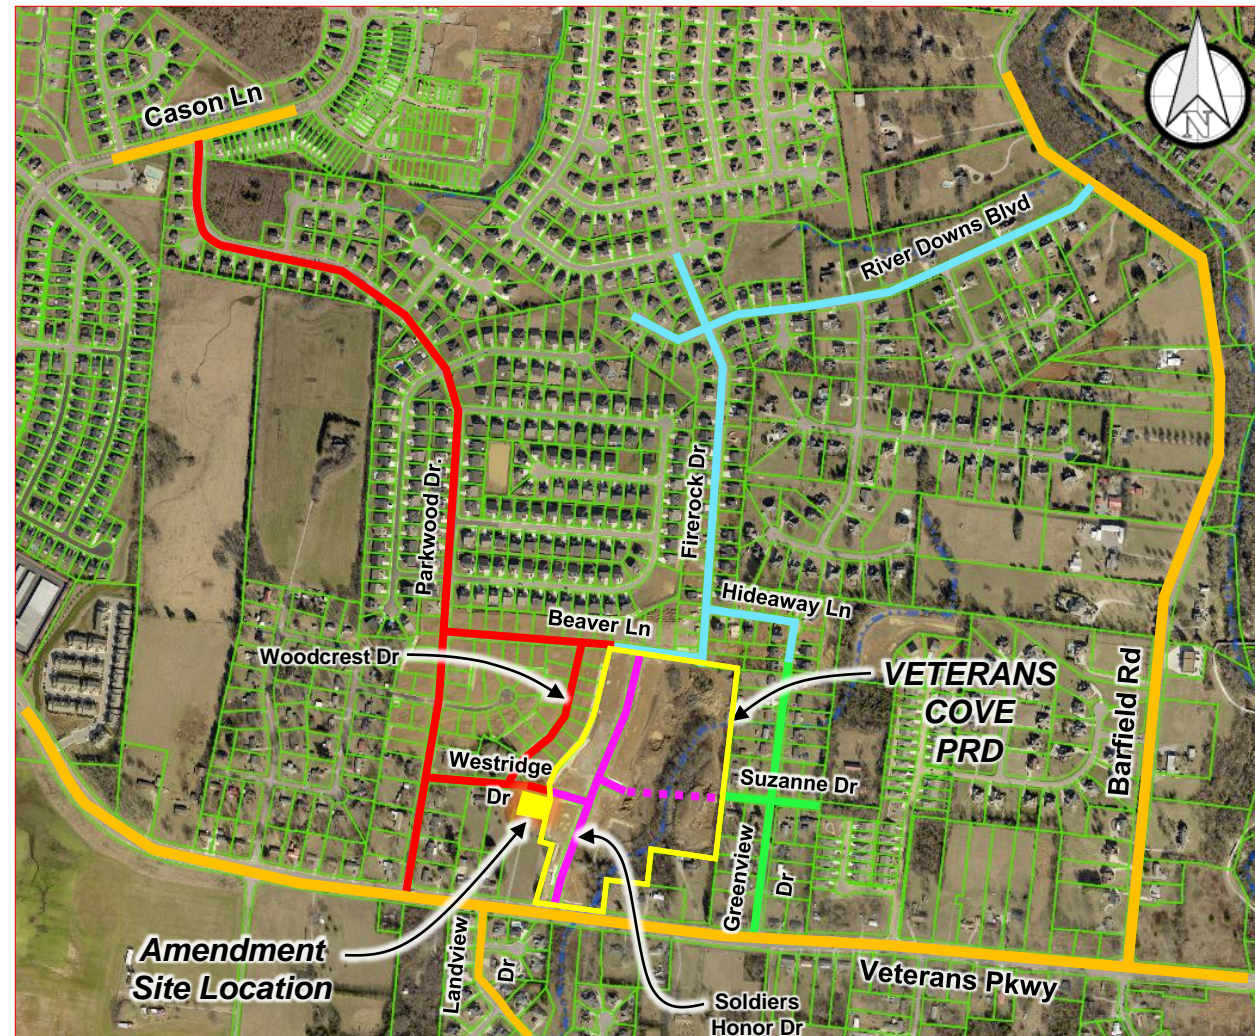 Cason Ln
N
River Downs Blvd
Parkwood Dr.
Firerock Dr
Hideaway Ln
Beaver Ln
Woodcrest Dr
VETERANS
COVE
PRD
Barfield Rd
Westridge
Dr
Suzanne Dr
Greenview
Dr
Amendment
Site Location
Landview
Dr
Veterans Pkwy
Soldiers
Honor Dr